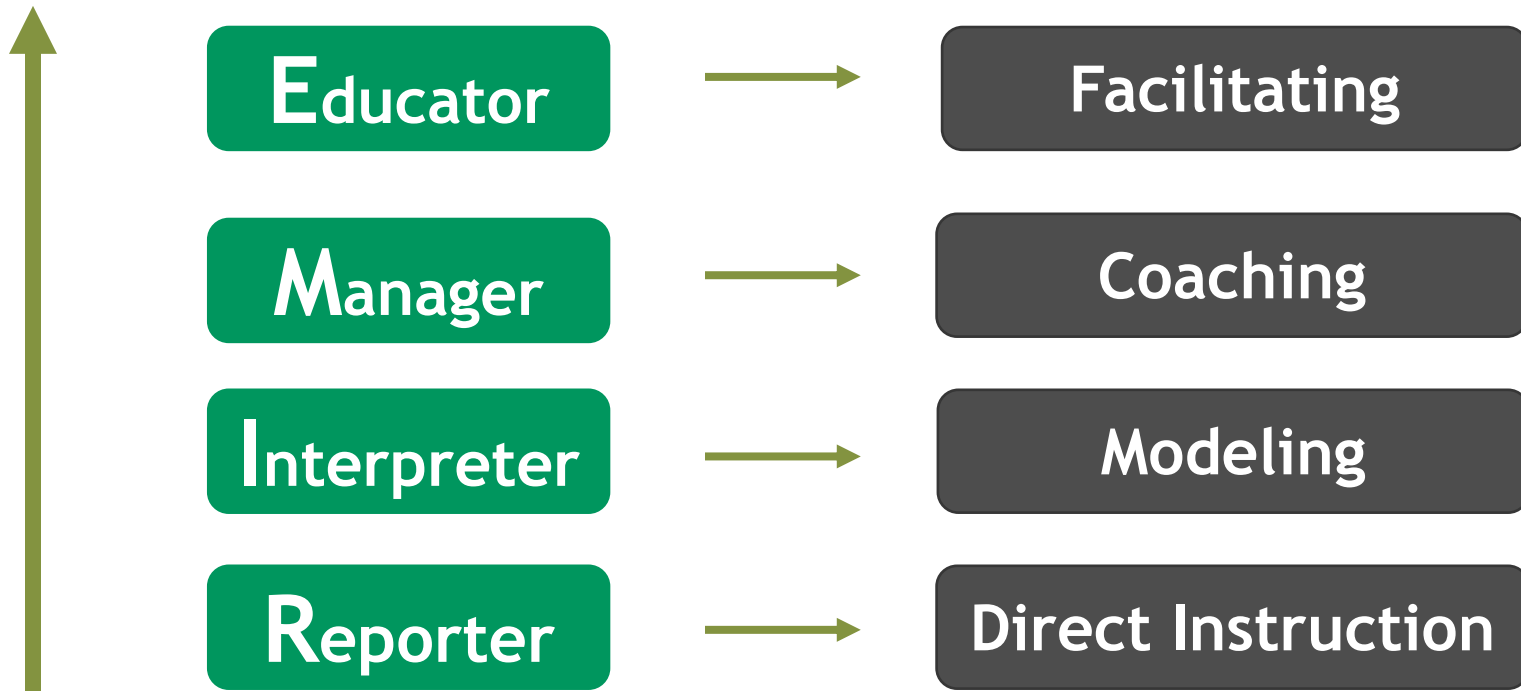 Educator
Facilitating
Manager
Coaching
Interpreter
Modeling
Reporter
Direct Instruction